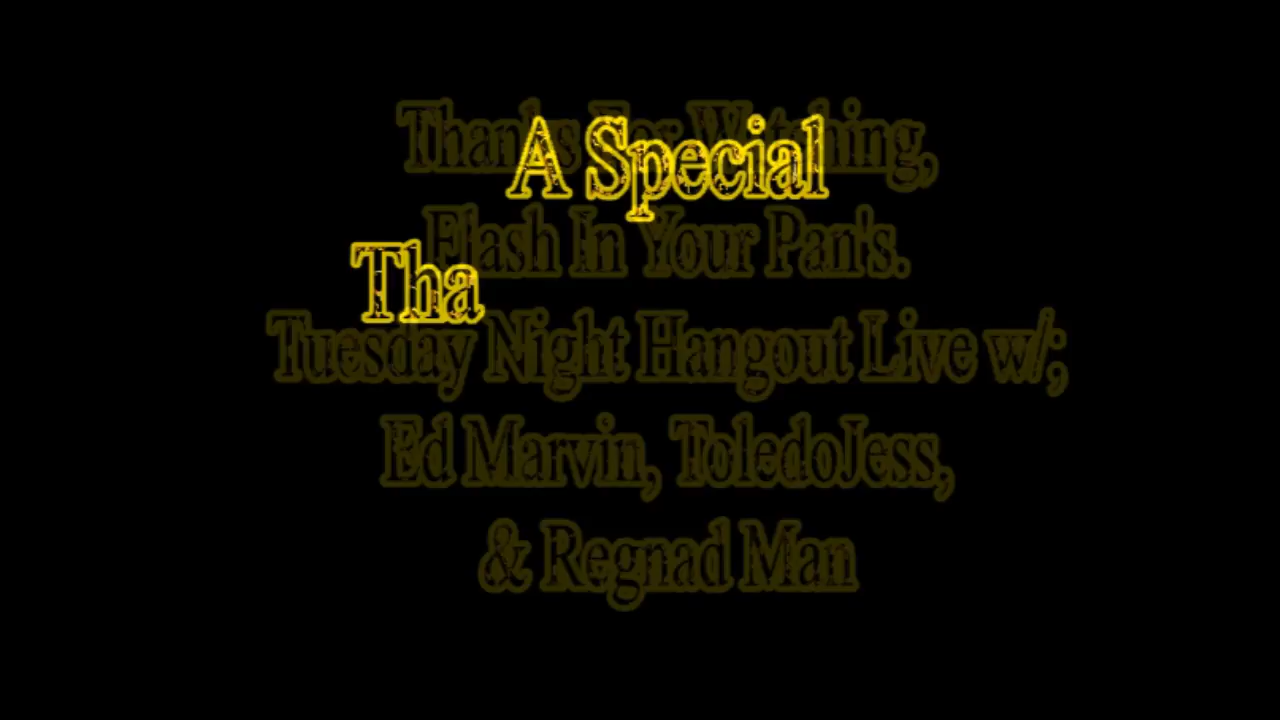 A Special
Tha
Thanks For Watching,
Flash In Your Pan's.
Tuesday Night Hangout Live w/;
Ed Marvin, ToledoJess,
& Regnad Man